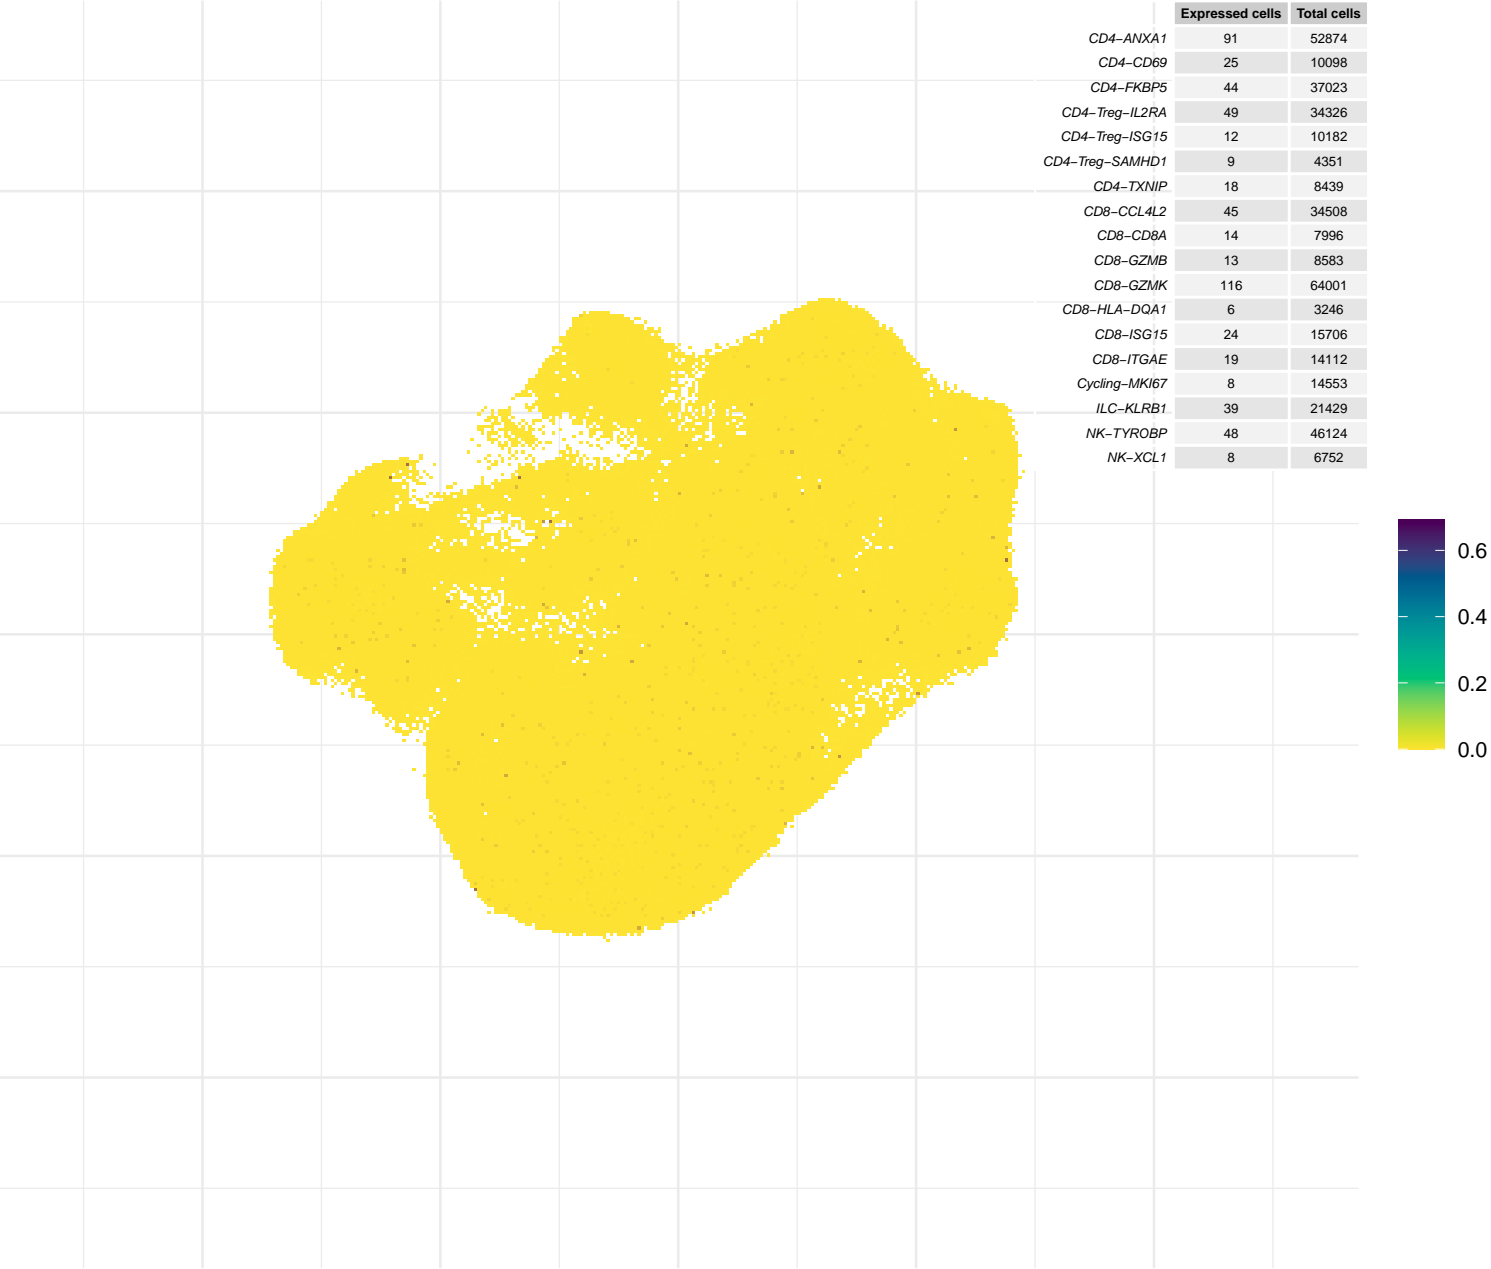 Expressed cells Total cells
CD4−ANXA1 91 52874
CD4−CD69 25 10098
CD4−FKBP5 44 37023
CD4−Treg−IL2RA 49 34326
CD4−Treg−ISG15 12 10182
CD4−Treg−SAMHD1 9 4351
CD4−TXNIP 18 8439
CD8−CCL4L2 45 34508
CD8−CD8A 14 7996
CD8−GZMB 13 8583
CD8−GZMK 116 64001
CD8−HLA−DQA1 6 3246
CD8−ISG15 24 15706
CD8−ITGAE 19 14112
Cycling−MKI67 8 14553
ILC−KLRB1 39 21429
NK−TYROBP 48 46124
NK−XCL1 8 6752
0.6
0.4
0.2
0.0